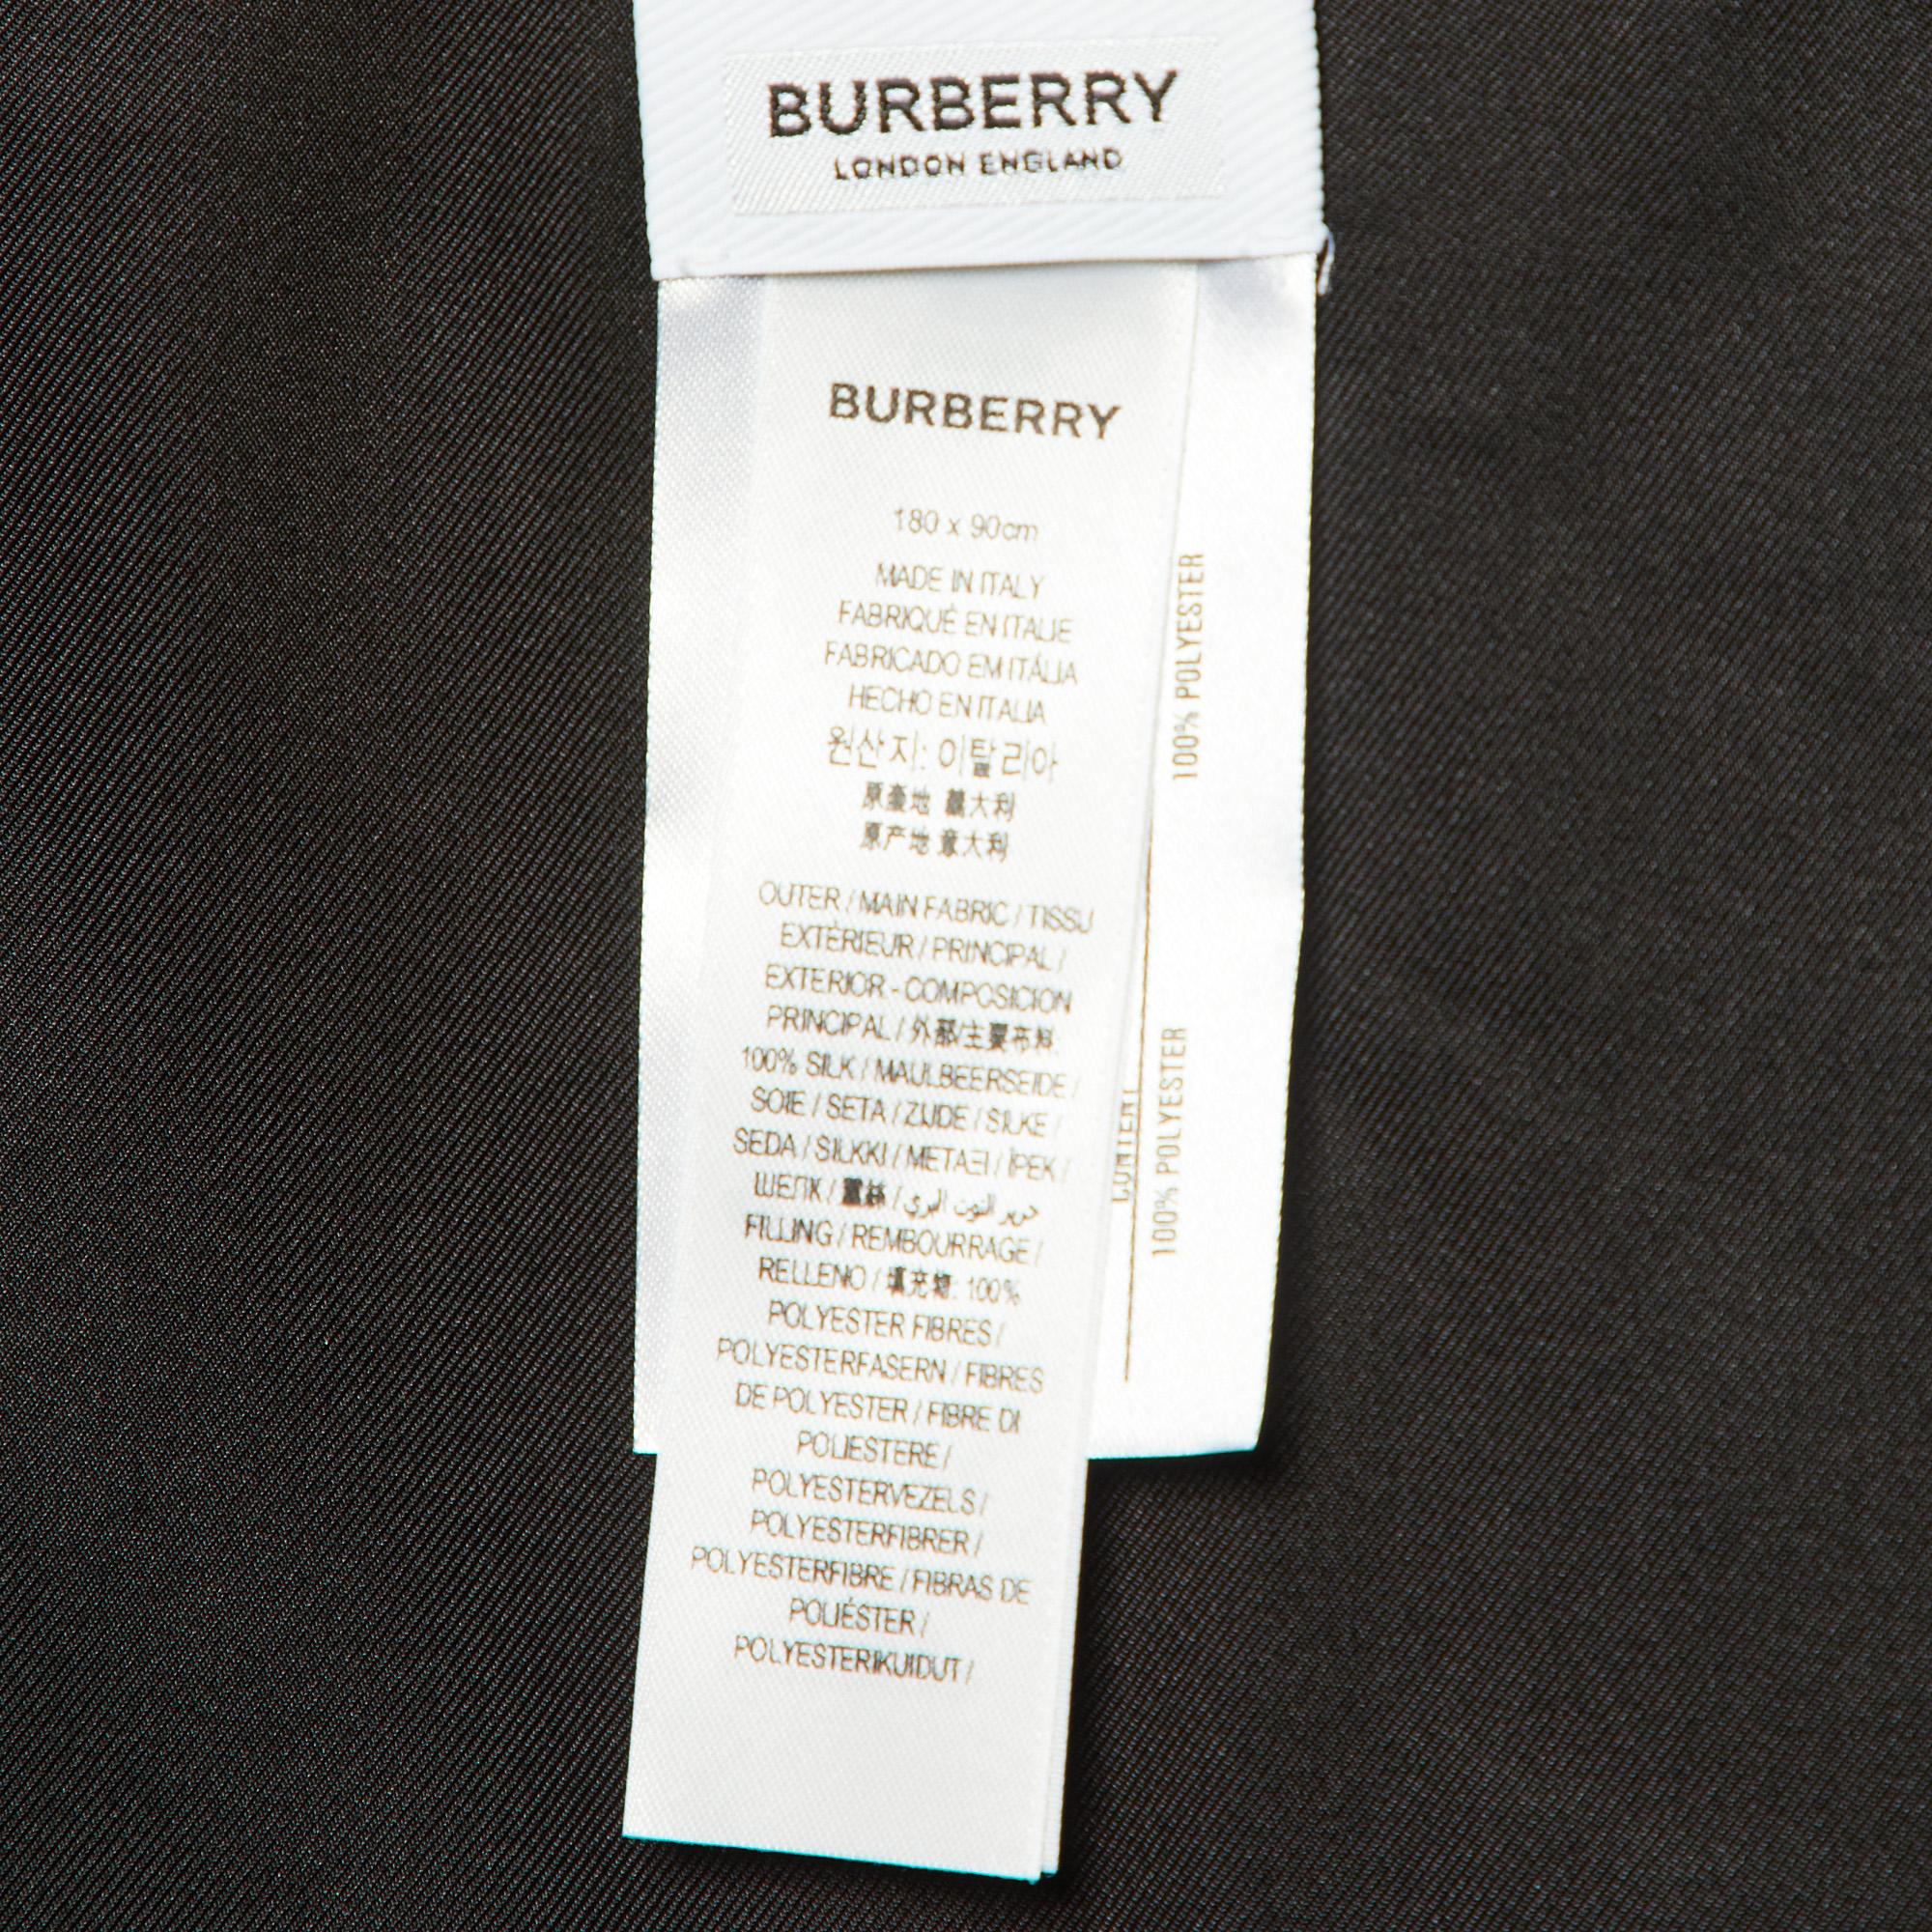 BURBERRY
LONDON ENGLAND
BURBERRY
180 x 90cm
MADE IN ITALY
FABRIQUÉ EN ITALIE
FABRICADO EM ITÁLIA
HECHO EN ITALIA
원산지: 이탈리아
原產地 義大利
原产地 意大利
OUTER / MAIN FABRIC / TISSU
EXTÉRIEUR / PRINCIPAL /
EXTERIOR - COMPOSICION
PRINCIPAL / 外部/主要布料:
100% SILK / MAULBEERSEIDE /
SOIE / SETA / ZIJDE / SILKE /
SEDA / SILKKI / ΜΕΤΑΞΙ / İPEK /
ШЕЛК / 蠶絲 / حرير التوت البري
FILLING / REMBOURRAGE /
RELLENO / 填充物: 100%
POLYESTER FIBRES /
POLYESTERFASERN / FIBRES
DE POLYESTER / FIBRE DI
POLIESTERE /
POLYESTERVEZELS /
POLYESTERFIBRER /
POLYESTERFIBRE / FIBRAS DE
POLIÉSTER /
POLYESTERIKUIDUT /
CONTENT
100% POLYESTER
100% POLYESTER